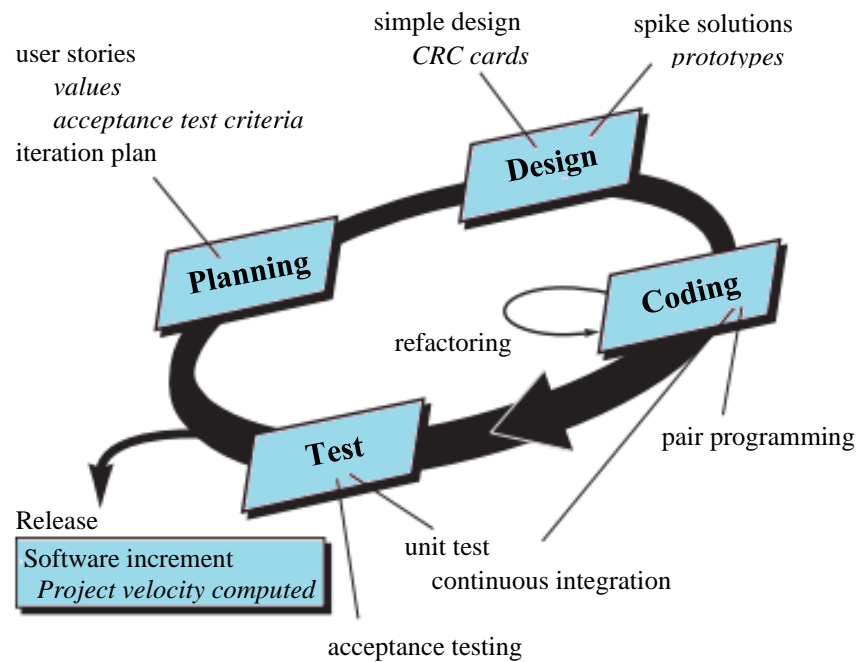 simple design
CRC cards
spike solutions
prototypes
user stories
values
acceptance test criteria
iteration plan
Design
Planning
Coding
refactoring
pair programming
Test
Release
Software increment
Project velocity computed
unit test
continuous integration
acceptance testing